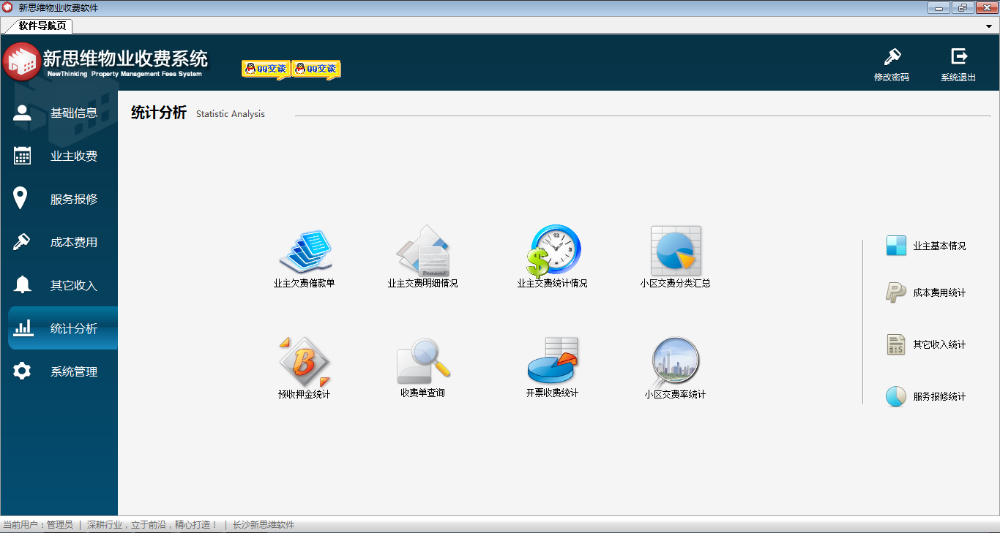 新思维物业收费软件
软件导航页
新思维物业收费系统
NewThinking Property Management Fees System
QQ交谈 QQ交谈
修改密码 系统退出
基础信息
业主收费
服务报修
成本费用
其它收入
统计分析
系统管理
统计分析 Statistic Analysis
业主欠费催款单 业主交费明细情况 业主交费统计情况 小区交费分类汇总
预收押金统计 收费单查询 开票收费统计 小区交费率统计
业主基本情况
成本费用统计
其它收入统计
服务报修统计
当前用户：管理员 | 深耕行业，立于前沿，精心打造！ | 长沙新思维软件